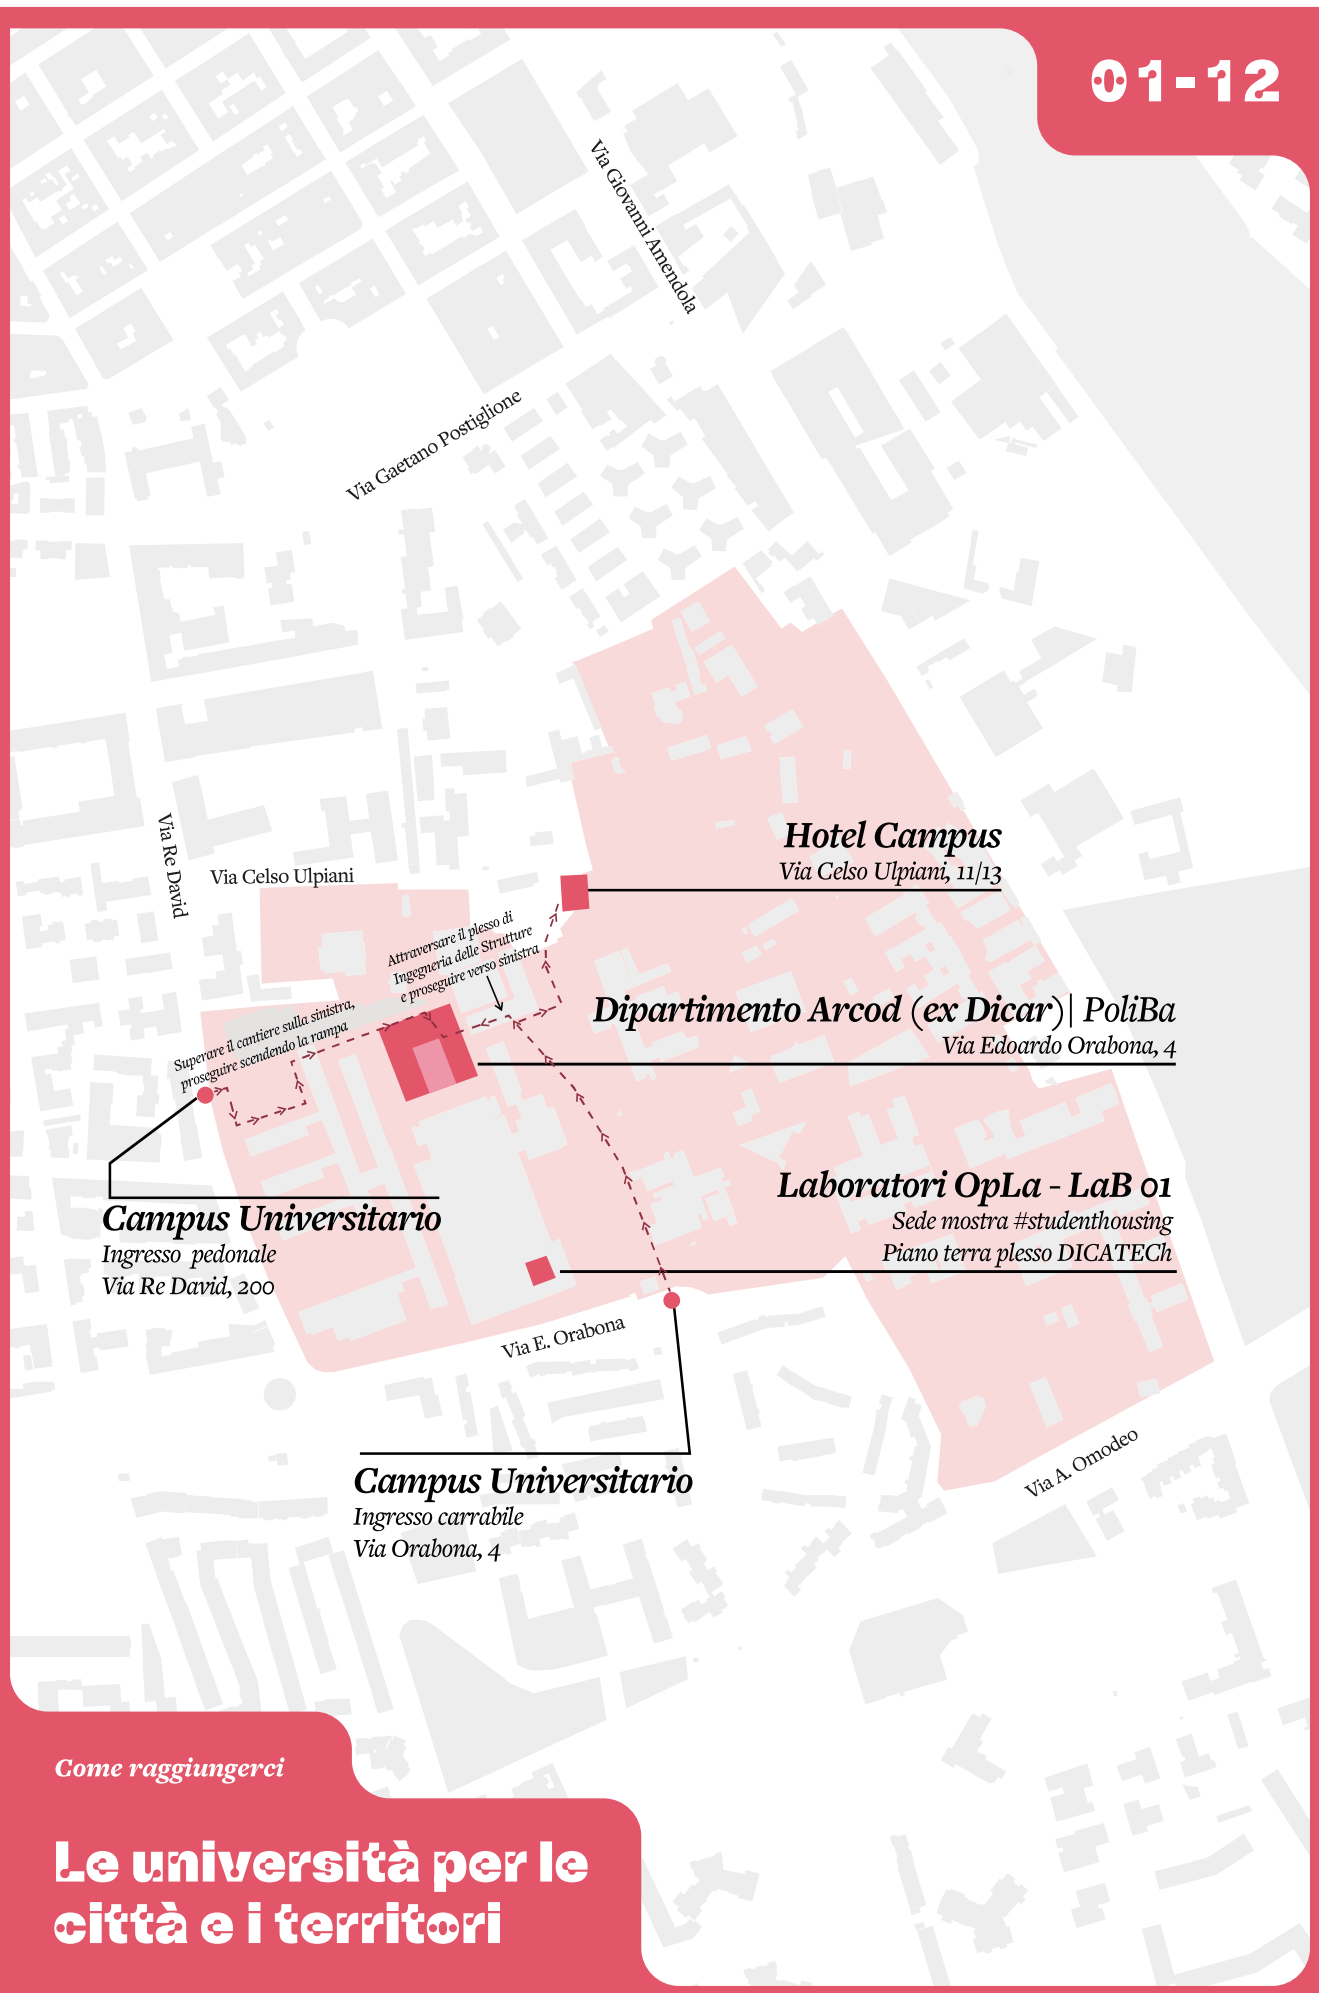 01-12
Via Giovanni Amendola
Via Gaetano Postiglione
Via Re David
Via Celso Ulpiani
Hotel Campus
Via Celso Ulpiani, 11/13
Attraversare il plesso di
Ingegneria delle Strutture
e proseguire verso sinistra
Superare il cantiere sulla sinistra,
proseguire scendendo la rampa
Dipartimento Arcod (ex Dicar)| PoliBa
Via Edoardo Orabona, 4
Laboratori OpLa - LaB 01
Sede mostra #studenthousing
Piano terra plesso DICATECh
Campus Universitario
Ingresso pedonale
Via Re David, 200
Via E. Orabona
Via A. Omodeo
Campus Universitario
Ingresso carrabile
Via Orabona, 4
Come raggiungerci
Le università per le
città e i territori